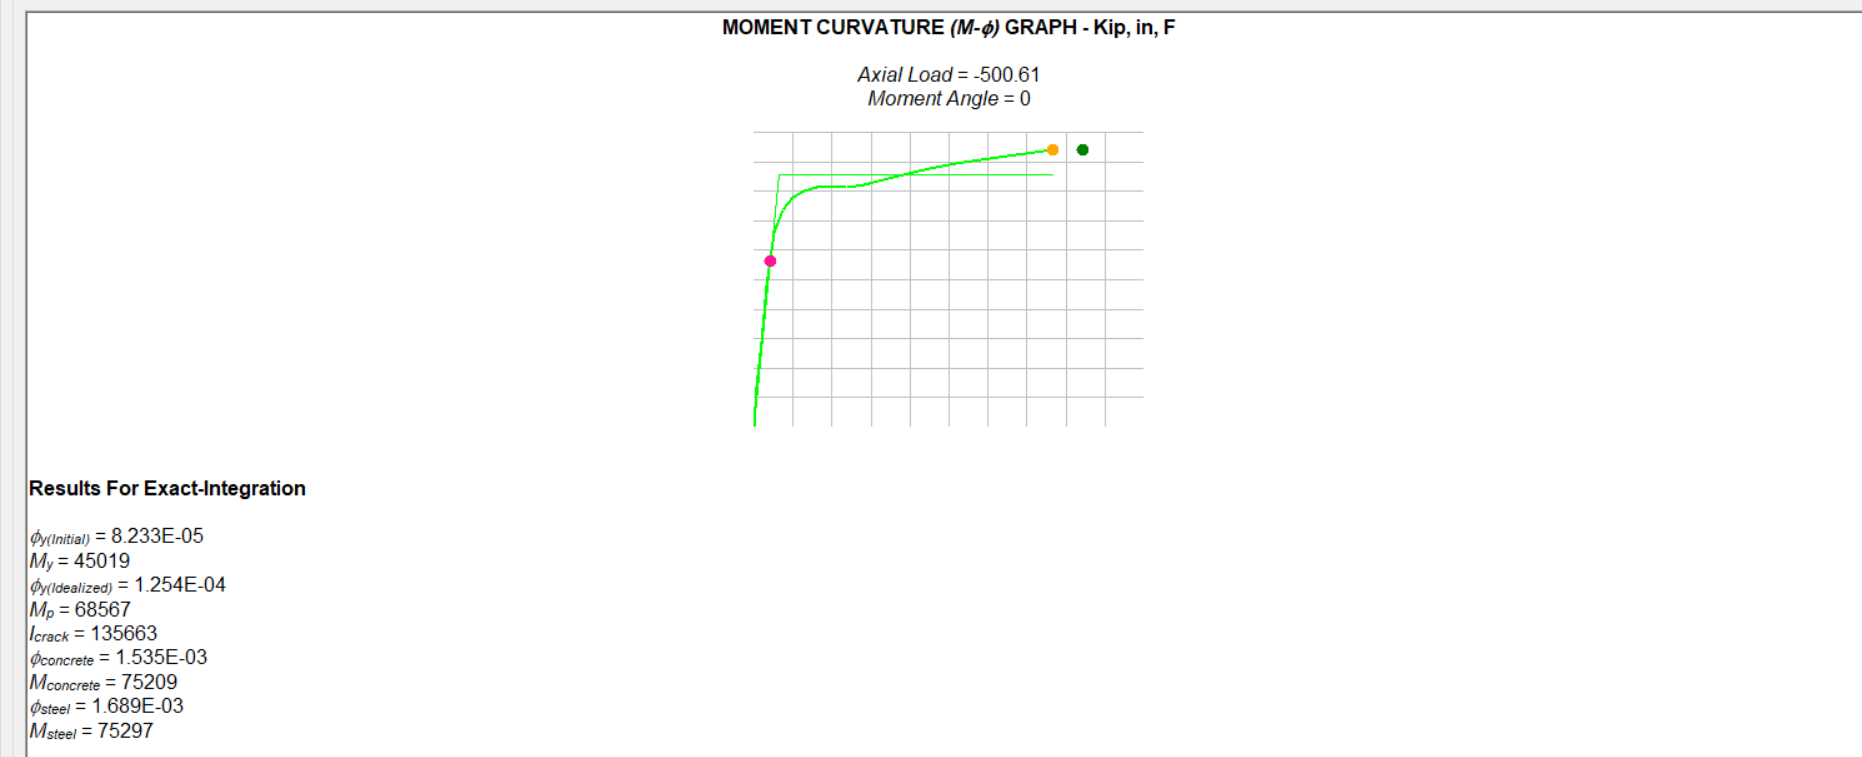 MOMENT CURVATURE (M-ϕ) GRAPH - Kip, in, F
Axial Load = -500.61
Moment Angle = 0
Results For Exact-Integration
ϕy(Initial) = 8.233E-05
My = 45019
ϕy(Idealized) = 1.254E-04
Mp = 68567
Icrack = 135663
ϕconcrete = 1.535E-03
Mconcrete = 75209
ϕsteel = 1.689E-03
Msteel = 75297